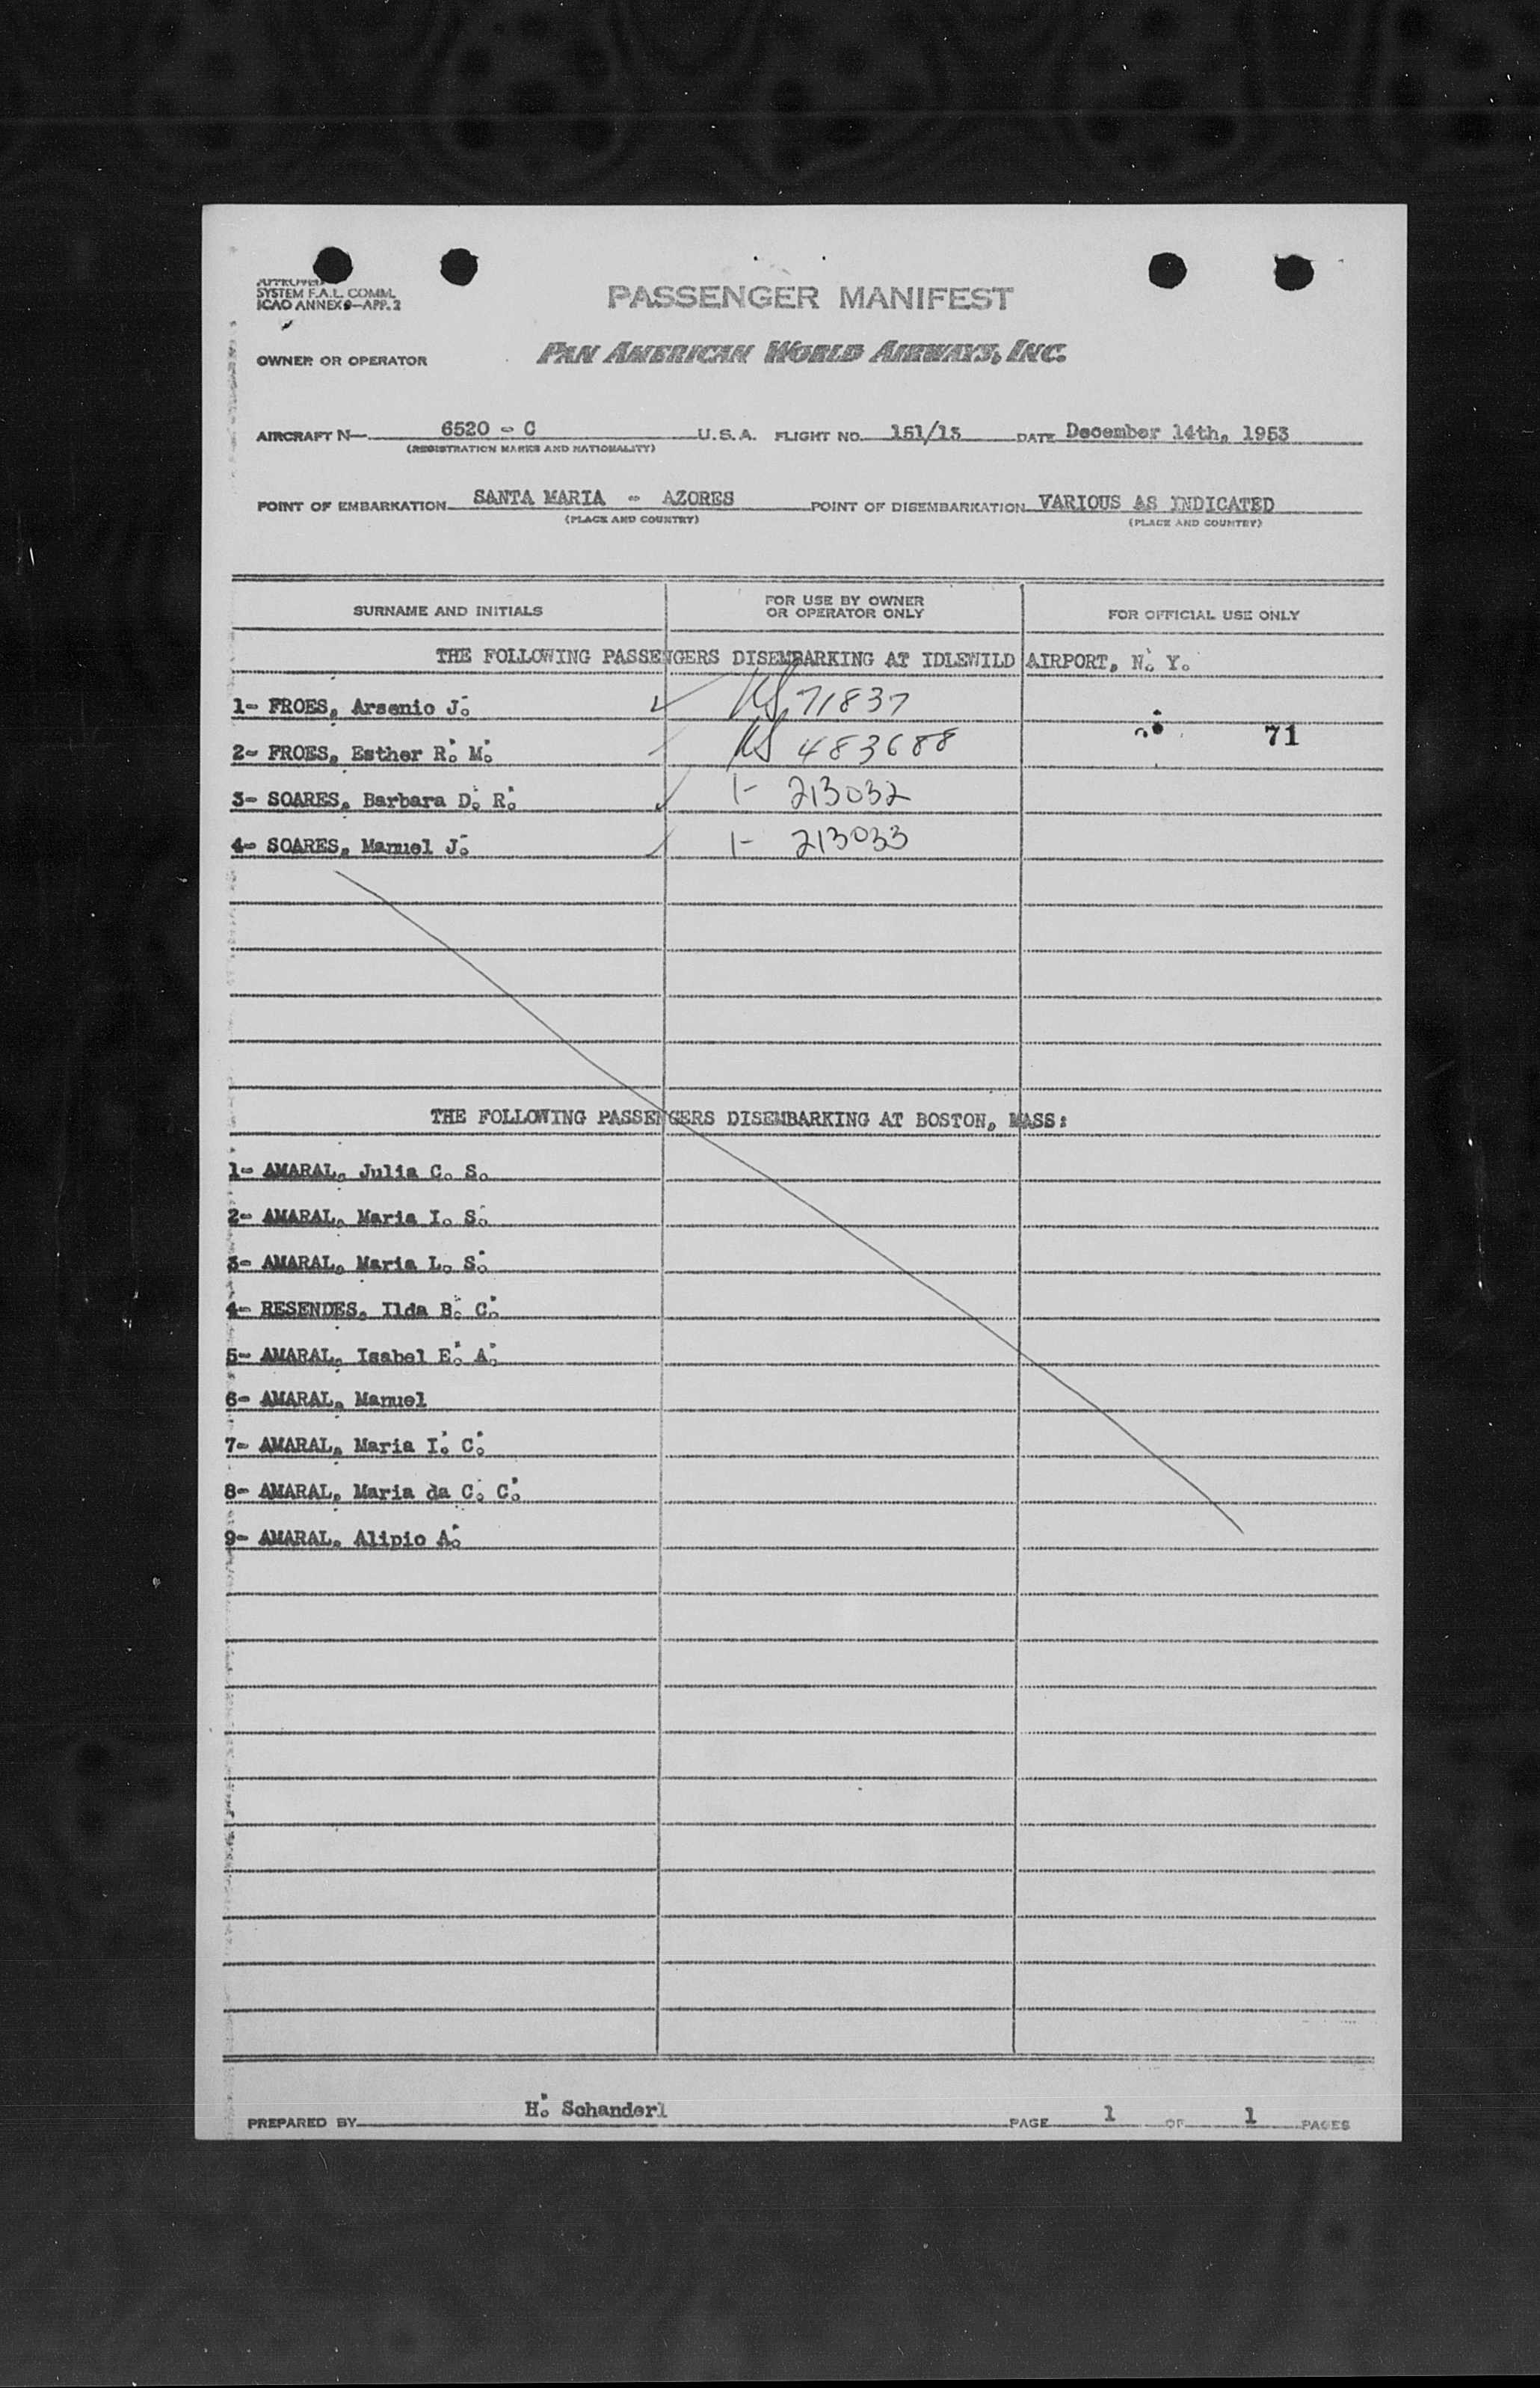 APPROVED
SYSTEM F.A.L. COMM.
ICAO ANNEX 9—APP. 2
PASSENGER MANIFEST
OWNER OR OPERATOR PAN AMERICAN WORLD AIRWAYS, INC.
AIRCRAFT N— 6520 - C U.S.A. FLIGHT NO. 151/13 DATE December 14th, 1953
(REGISTRATION MARKS AND NATIONALITY)
POINT OF EMBARKATION SANTA MARIA - AZORES POINT OF DISEMBARKATION VARIOUS AS INDICATED
(PLACE AND COUNTRY) (PLACE AND COUNTRY)
SURNAME AND INITIALS FOR USE BY OWNER OR OPERATOR ONLY FOR OFFICIAL USE ONLY
THE FOLLOWING PASSENGERS DISEMBARKING AT IDLEWILD AIRPORT, N. Y.
1- FROES, Arsenio J. 71837
2- FROES, Esther R. M. 483688 71
3- SOARES, Barbara D. R. 1- 213032
4- SOARES, Manuel J. 1- 213033
THE FOLLOWING PASSENGERS DISEMBARKING AT BOSTON, MASS:
1- AMARAL, Julia C. S.
2- AMARAL, Maria I. S.
3- AMARAL, Maria L. S.
4- RESENDES, Ilda B. C.
5- AMARAL, Isabel E. A.
6- AMARAL, Manuel
7- AMARAL, Maria I. C.
8- AMARAL, Maria da C. C.
9- AMARAL, Alipio A.
PREPARED BY H. Schanderl PAGE 1 OF 1 PAGES